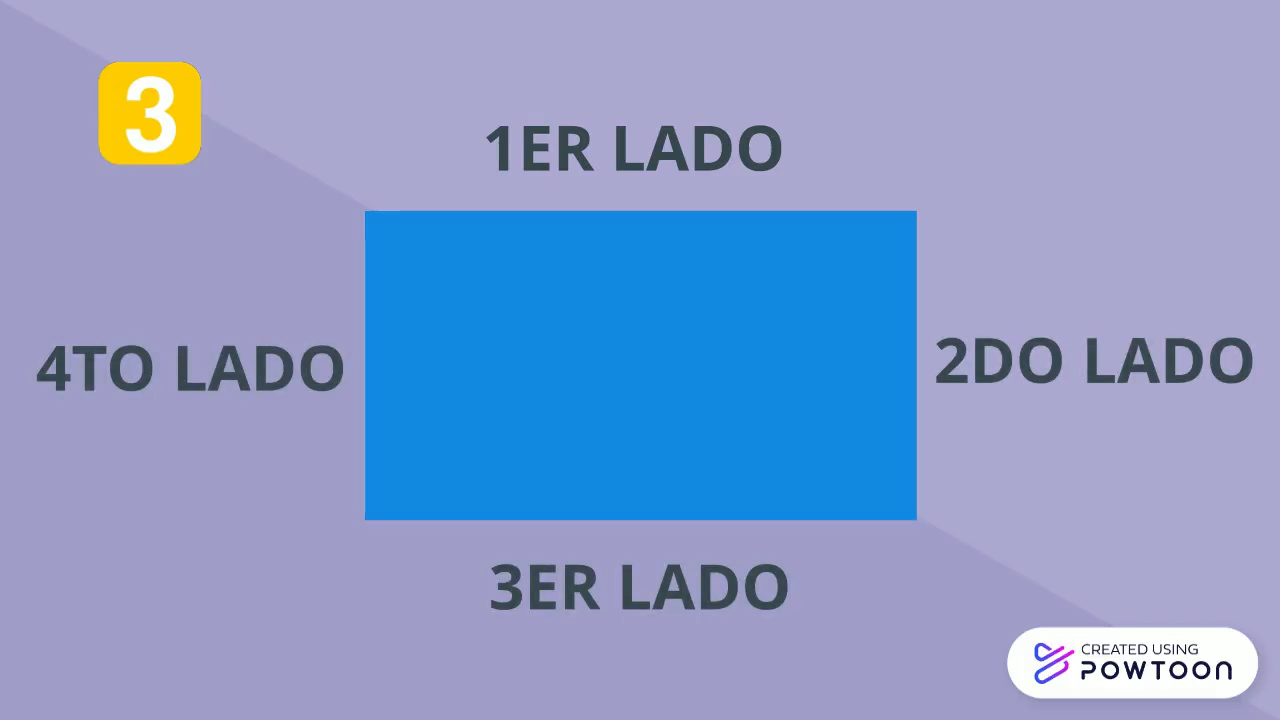 3
1ER LADO
4TO LADO
2DO LADO
3ER LADO
CREATED USING
POWTOON